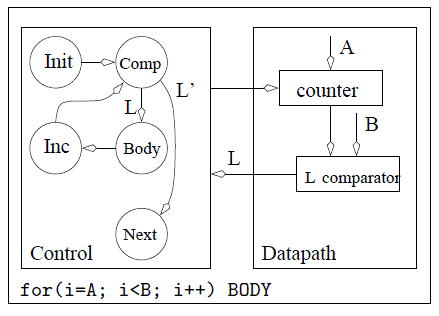 Init
Comp
L'
A
counter
L
B
Inc
Body
L
L comparator
Next
Control
Datapath
for(i=A; i<B; i++) BODY